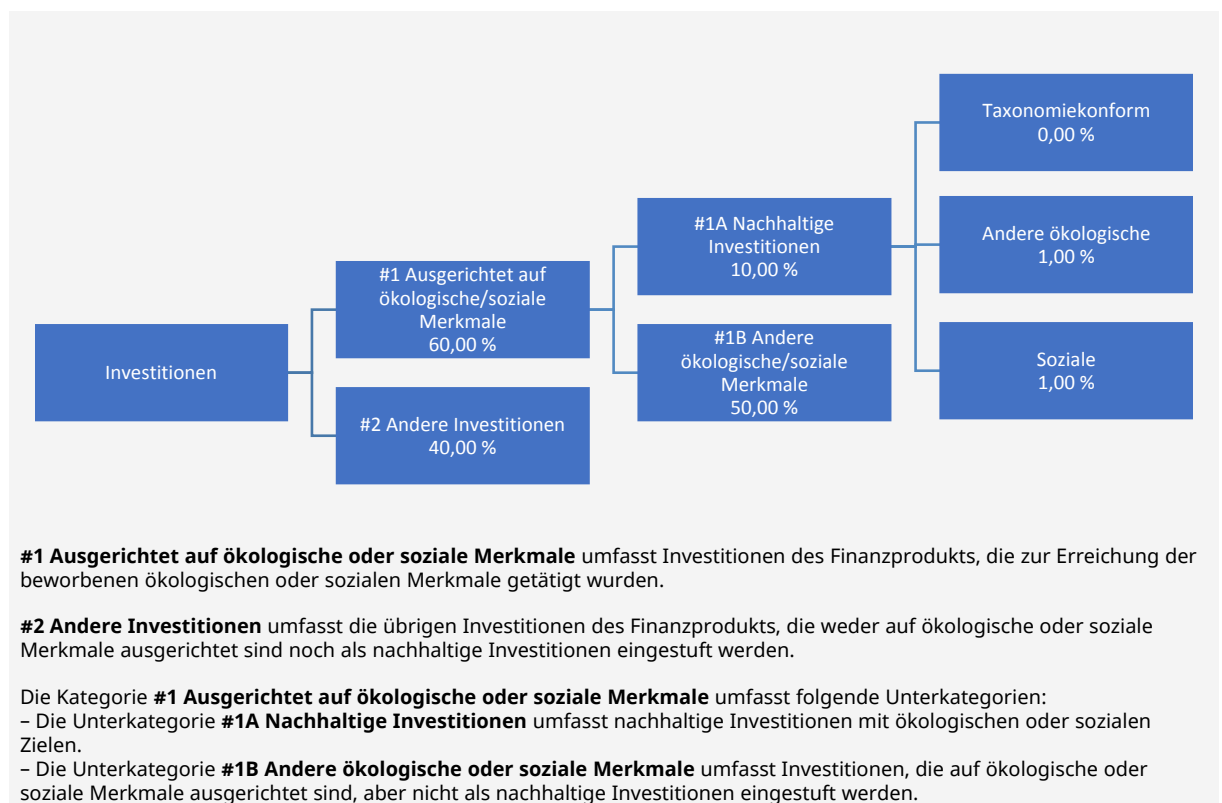 Investitionen
#1 Ausgerichtet auf
ökologische/soziale
Merkmale
60,00 %
#2 Andere Investitionen
40,00 %
#1A Nachhaltige
Investitionen
10,00 %
#1B Andere
ökologische/soziale
Merkmale
50,00 %
Taxonomiekonform
0,00 %
Andere ökologische
1,00 %
Soziale
1,00 %
#1 Ausgerichtet auf ökologische oder soziale Merkmale umfasst Investitionen des Finanzprodukts, die zur Erreichung der
beworbenen ökologischen oder sozialen Merkmale getätigt wurden.
#2 Andere Investitionen umfasst die übrigen Investitionen des Finanzprodukts, die weder auf ökologische oder soziale
Merkmale ausgerichtet sind noch als nachhaltige Investitionen eingestuft werden.
Die Kategorie #1 Ausgerichtet auf ökologische oder soziale Merkmale umfasst folgende Unterkategorien:
– Die Unterkategorie #1A Nachhaltige Investitionen umfasst nachhaltige Investitionen mit ökologischen oder sozialen
Zielen.
– Die Unterkategorie #1B Andere ökologische oder soziale Merkmale umfasst Investitionen, die auf ökologische oder
soziale Merkmale ausgerichtet sind, aber nicht als nachhaltige Investitionen eingestuft werden.